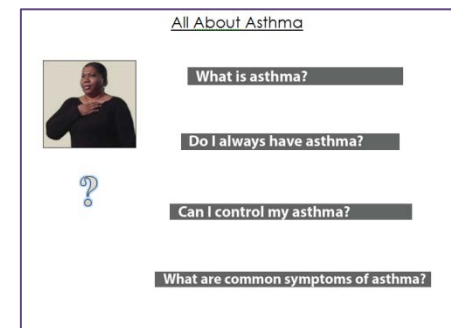 All About Asthma
What is asthma?
Do I always have asthma?
?
Can I control my asthma?
What are common symptoms of asthma?